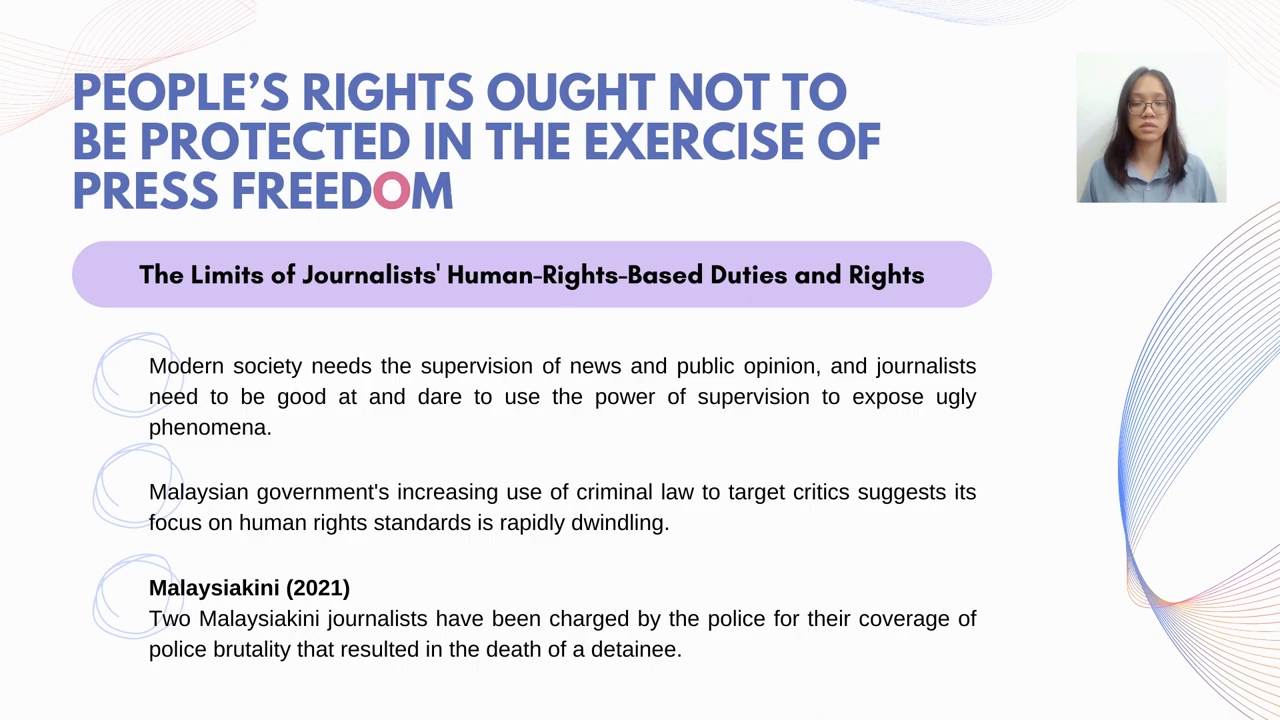 PEOPLE’S RIGHTS OUGHT NOT TO
BE PROTECTED IN THE EXERCISE OF
PRESS FREEDOM
The Limits of Journalists' Human-Rights-Based Duties and Rights
Modern society needs the supervision of news and public opinion, and journalists
need to be good at and dare to use the power of supervision to expose ugly
phenomena.
Malaysian government's increasing use of criminal law to target critics suggests its
focus on human rights standards is rapidly dwindling.
Malaysiakini (2021)
Two Malaysiakini journalists have been charged by the police for their coverage of
police brutality that resulted in the death of a detainee.